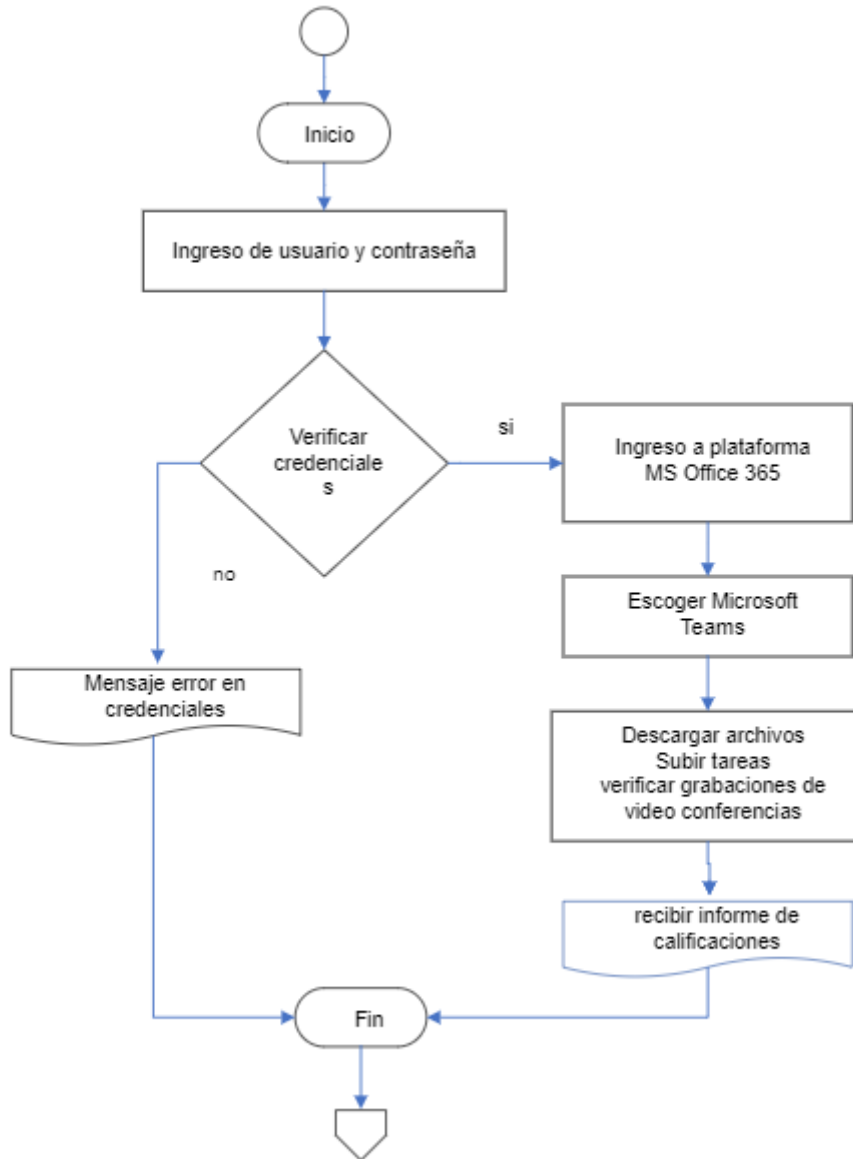 Inicio
Ingreso de usuario y contraseña
Verificar
credenciale
s
si
Ingreso a plataforma
MS Office 365
no
Escoger Microsoft
Teams
Mensaje error en
credenciales
Descargar archivos
Subir tareas
verificar grabaciones de
video conferencias
recibir informe de
calificaciones
Fin